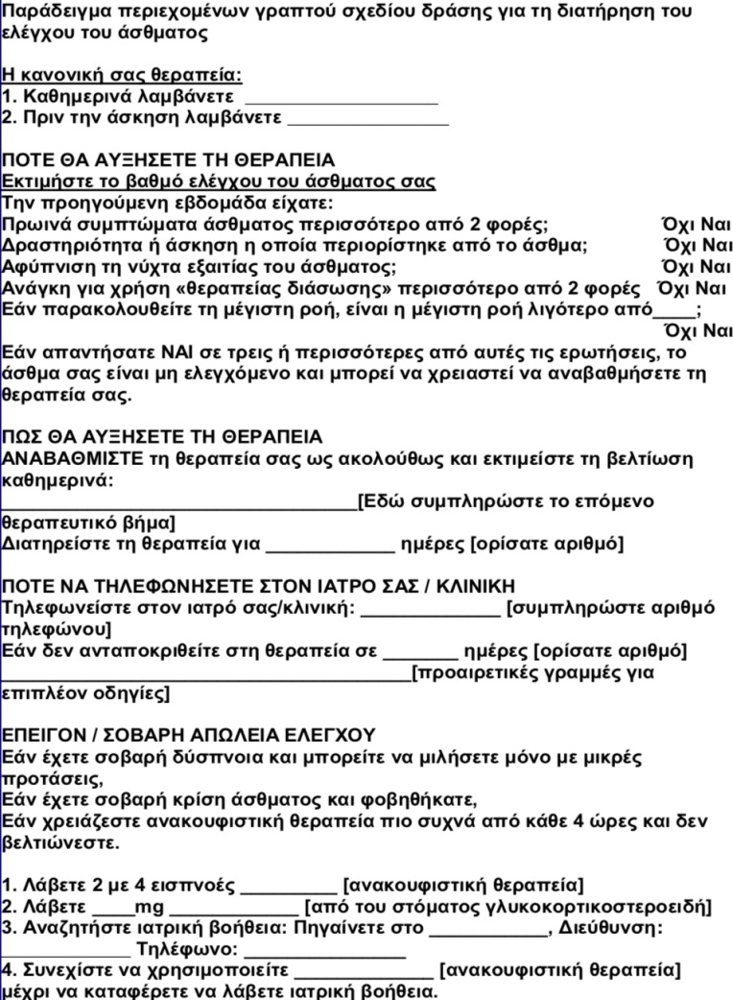 Παράδειγμα περιεχομένων γραπτού σχεδίου δράσης για τη διατήρηση του
ελέγχου του άσθματος
Η κανονική σας θεραπεία:
1. Καθημερινά λαμβάνετε ____________________
2. Πριν την άσκηση λαμβάνετε _________________
ΠΟΤΕ ΘΑ ΑΥΞΗΣΕΤΕ ΤΗ ΘΕΡΑΠΕΙΑ
Εκτιμήστε το βαθμό ελέγχου του άσθματος σας
Την προηγούμενη εβδομάδα είχατε:
Πρωινά συμπτώματα άσθματος περισσότερο από 2 φορές; Όχι Ναι
Δραστηριότητα ή άσκηση η οποία περιορίστηκε από το άσθμα; Όχι Ναι
Αφύπνιση τη νύχτα εξαιτίας του άσθματος; Όχι Ναι
Ανάγκη για χρήση «θεραπείας διάσωσης» περισσότερο από 2 φορές Όχι Ναι
Εάν παρακολουθείτε τη μέγιστη ροή, είναι η μέγιστη ροή λιγότερο από____;
Όχι Ναι
Εάν απαντήσατε ΝΑΙ σε τρεις ή περισσότερες από αυτές τις ερωτήσεις, το
άσθμα σας είναι μη ελεγχόμενο και μπορεί να χρειαστεί να αναβαθμήσετε τη
θεραπεία σας.
ΠΩΣ ΘΑ ΑΥΞΗΣΕΤΕ ΤΗ ΘΕΡΑΠΕΙΑ
ΑΝΑΒΑΘΜΙΣΤΕ τη θεραπεία σας ως ακολούθως και εκτιμείστε τη βελτίωση
καθημερινά:
_____________________________________[Εδώ συμπληρώστε το επόμενο
θεραπευτικό βήμα]
Διατηρείστε τη θεραπεία για _____________ ημέρες [ορίσατε αριθμό]
ΠΟΤΕ ΝΑ ΤΗΛΕΦΩΝΗΣΕΤΕ ΣΤΟΝ ΙΑΤΡΟ ΣΑΣ / ΚΛΙΝΙΚΗ
Τηλεφωνείστε στον ιατρό σας/κλινική: ______________ [συμπληρώστε αριθμό
τηλεφώνου]
Εάν δεν ανταποκριθείτε στη θεραπεία σε ________ ημέρες [ορίσατε αριθμό]
___________________________________________[προαιρετικές γραμμές για
επιπλέον οδηγίες]
ΕΠΕΙΓΟΝ / ΣΟΒΑΡΗ ΑΠΩΛΕΙΑ ΕΛΕΓΧΟΥ
Εάν έχετε σοβαρή δύσπνοια και μπορείτε να μιλήσετε μόνο με μικρές
προτάσεις,
Εάν έχετε σοβαρή κρίση άσθματος και φοβηθήκατε,
Εάν χρειάζεστε ανακουφιστική θεραπεία πιο συχνά από κάθε 4 ώρες και δεν
βελτιώνεστε.
1. Λάβετε 2 με 4 εισπνοές __________ [ανακουφιστική θεραπεία]
2. Λάβετε ____mg _____________ [από του στόματος γλυκοκορτικοστεροειδή]
3. Αναζητήστε ιατρική βοήθεια: Πηγαίνετε στο ____________, Διεύθυνση:
_____________ Τηλέφωνο: _________________
4. Συνεχίστε να χρησιμοποιείτε ______________ [ανακουφιστική θεραπεία]
μέχρι να καταφέρετε να λάβετε ιατρική βοήθεια.